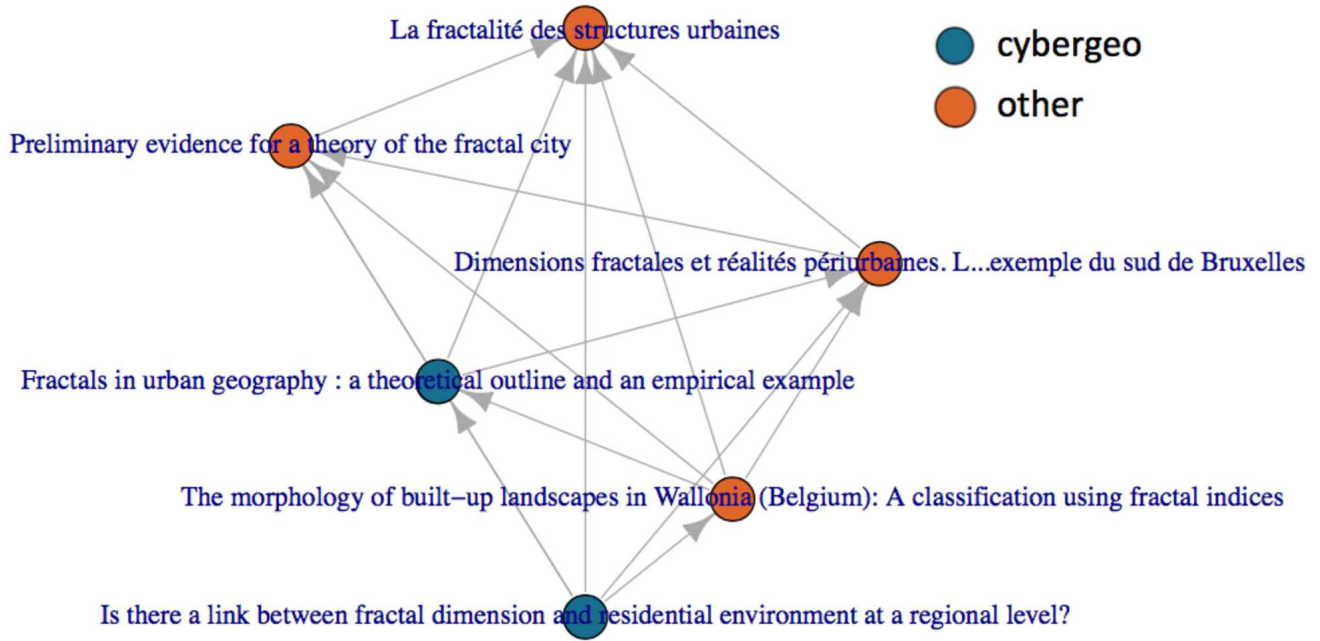 La fractalité des structures urbaines
cybergeo
other
Preliminary evidence for a theory of the fractal city
Dimensions fractales et réalités périurbaines. L...exemple du sud de Bruxelles
Fractals in urban geography : a theoretical outline and an empirical example
The morphology of built−up landscapes in Wallonia (Belgium): A classification using fractal indices
Is there a link between fractal dimension and residential environment at a regional level?